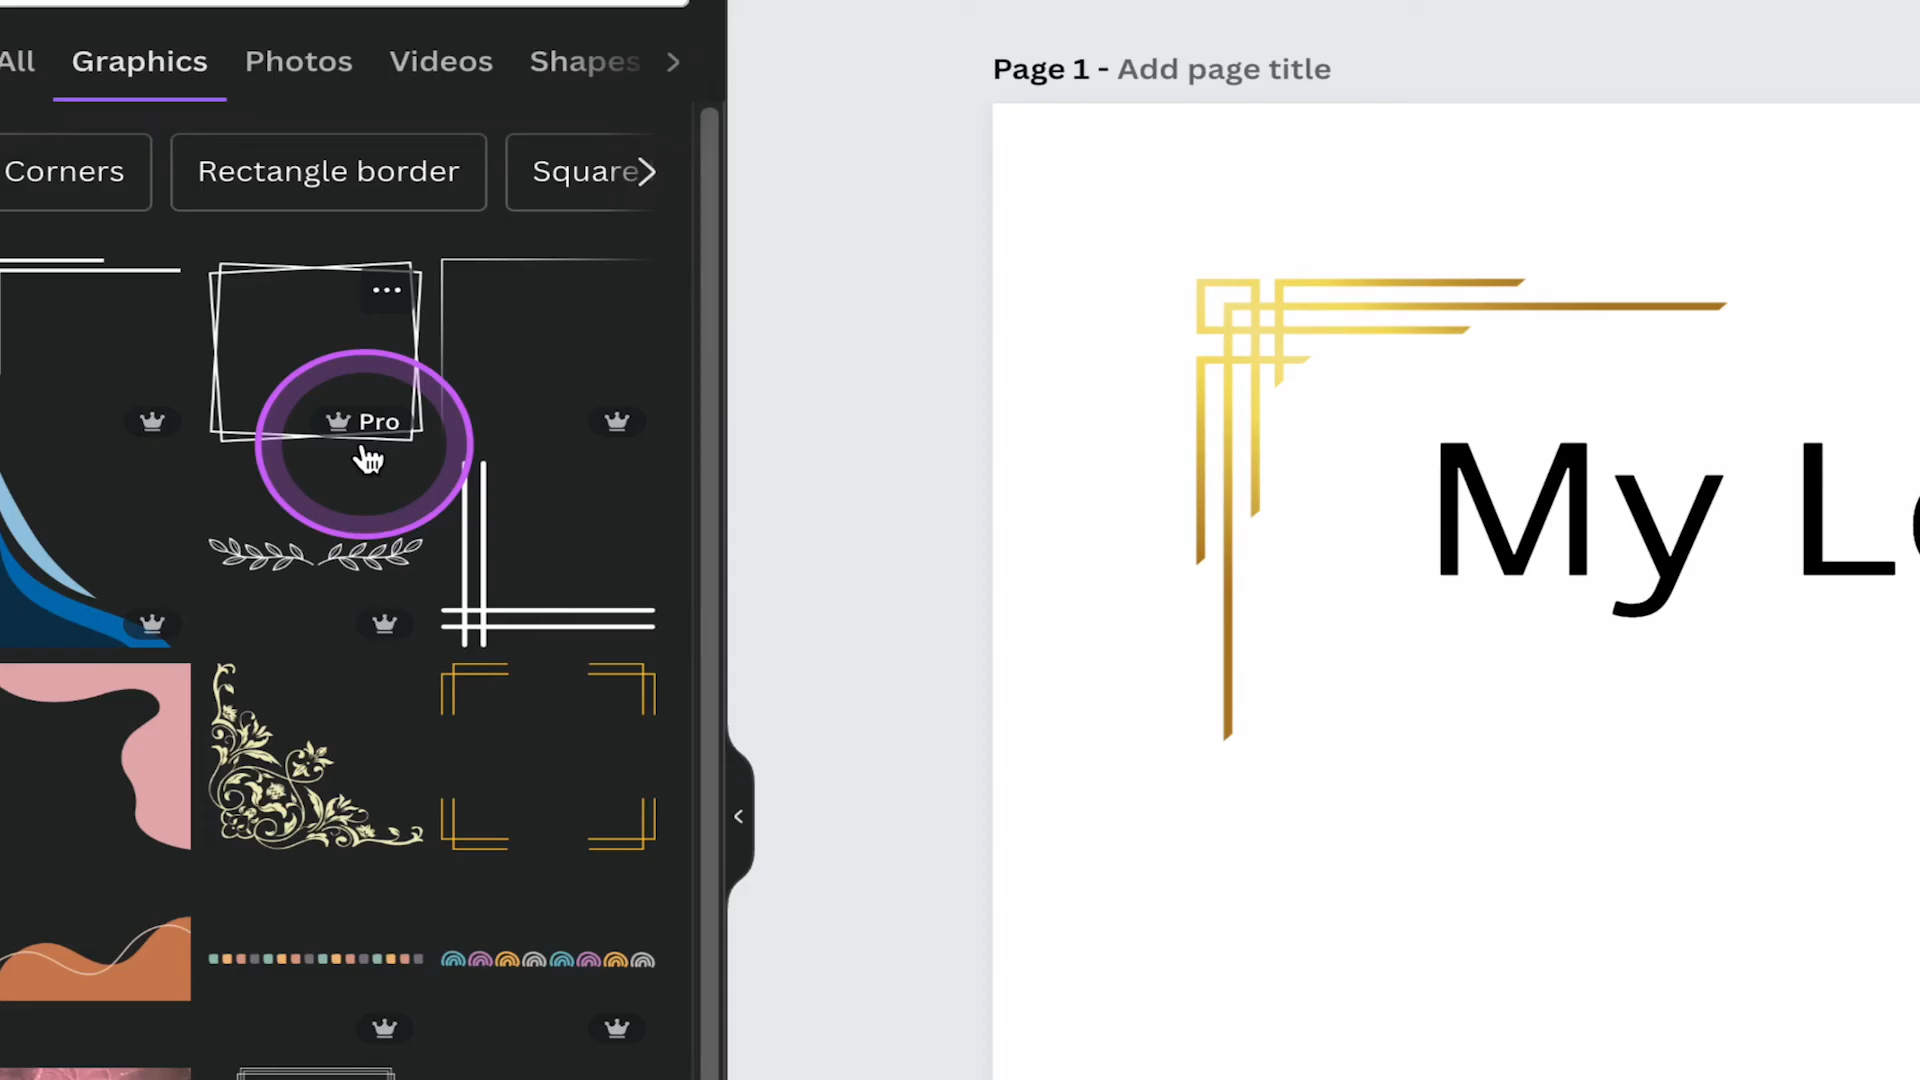 All Graphics Photos Videos Shapes
Page 1 - Add page title
Corners Rectangle border Square
Pro
My L